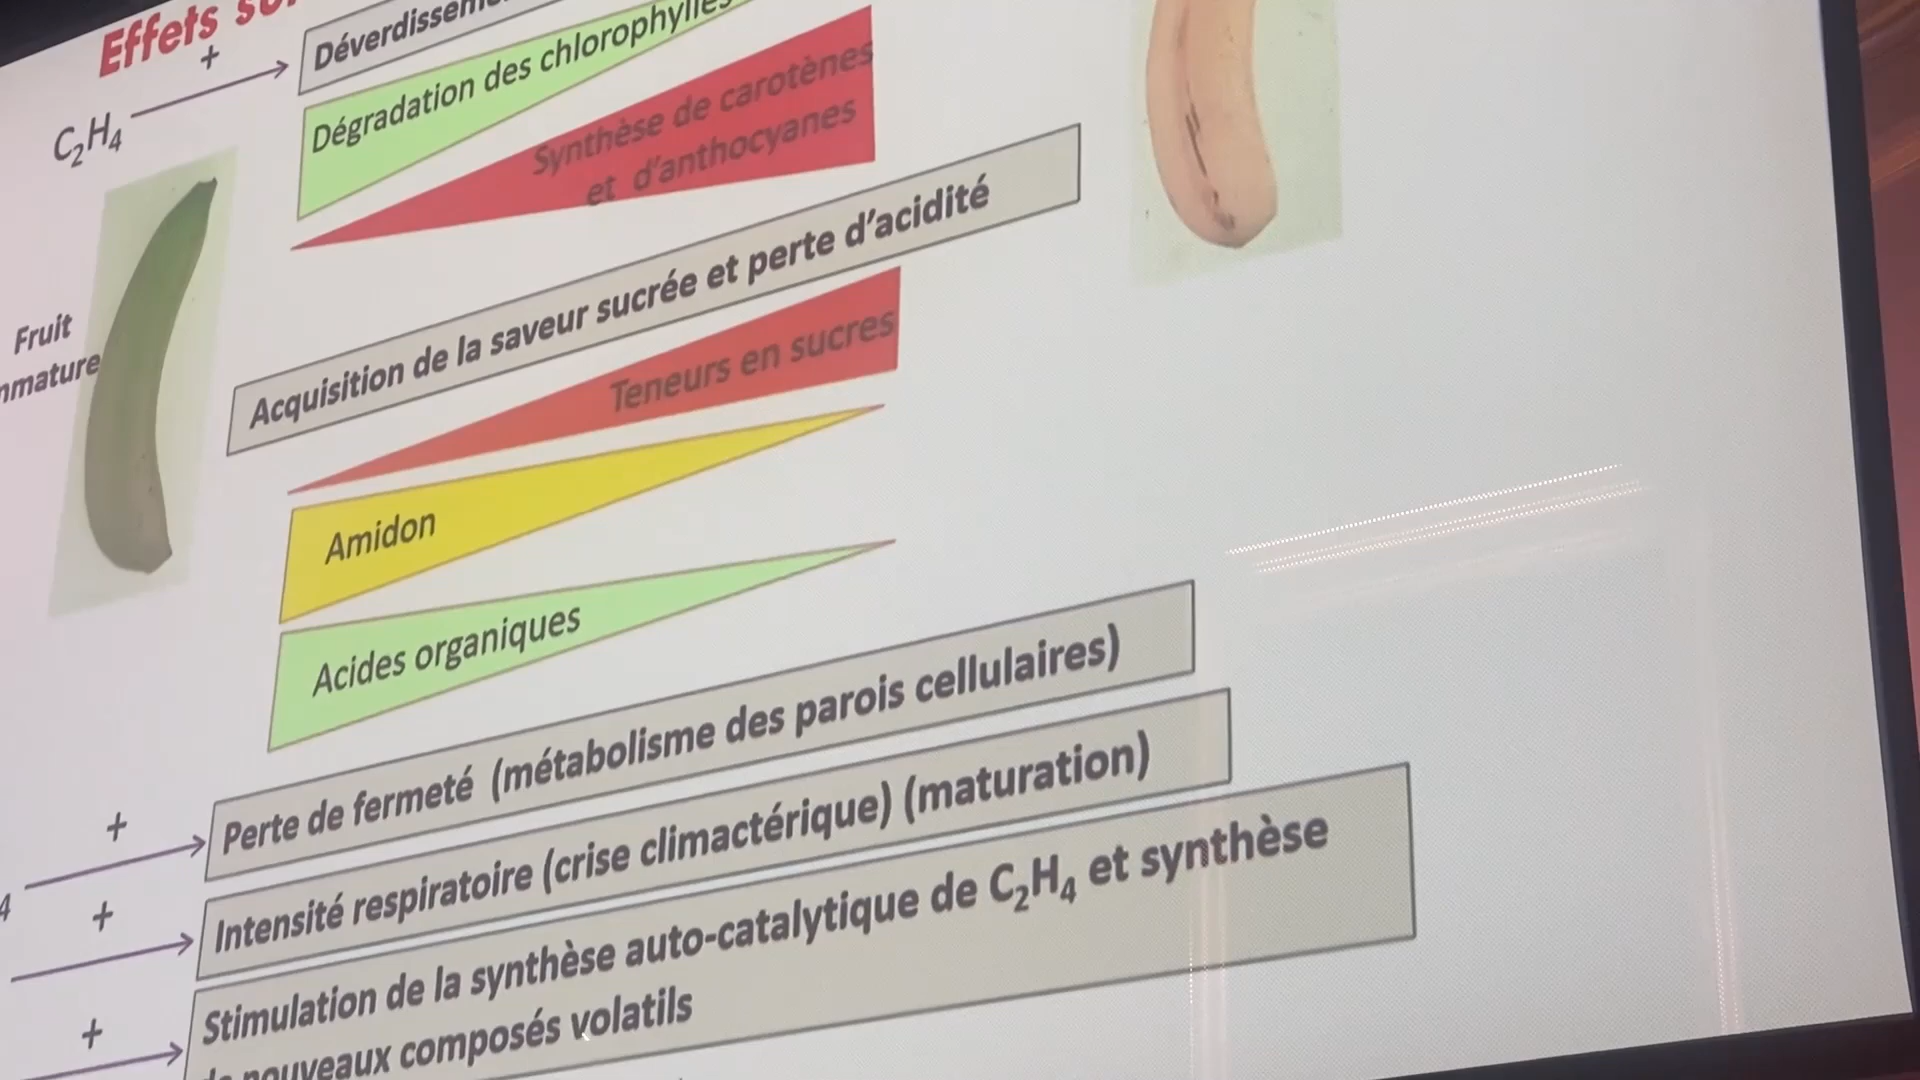 Effets
+
C₂H₄
Dégradation des chlorophylles
Synthèse de carotènes
et d'anthocyanes
Fruit
Acquisition de la saveur sucrée et perte d'acidité
Teneurs en sucres
Amidon
Acides organiques
+
Perte de fermeté (métabolisme des parois cellulaires)
4
+
Intensité respiratoire (crise climactérique) (maturation)
+
Stimulation de la synthèse auto-catalytique de C₂H₄ et synthèse
nouveaux composés volatils